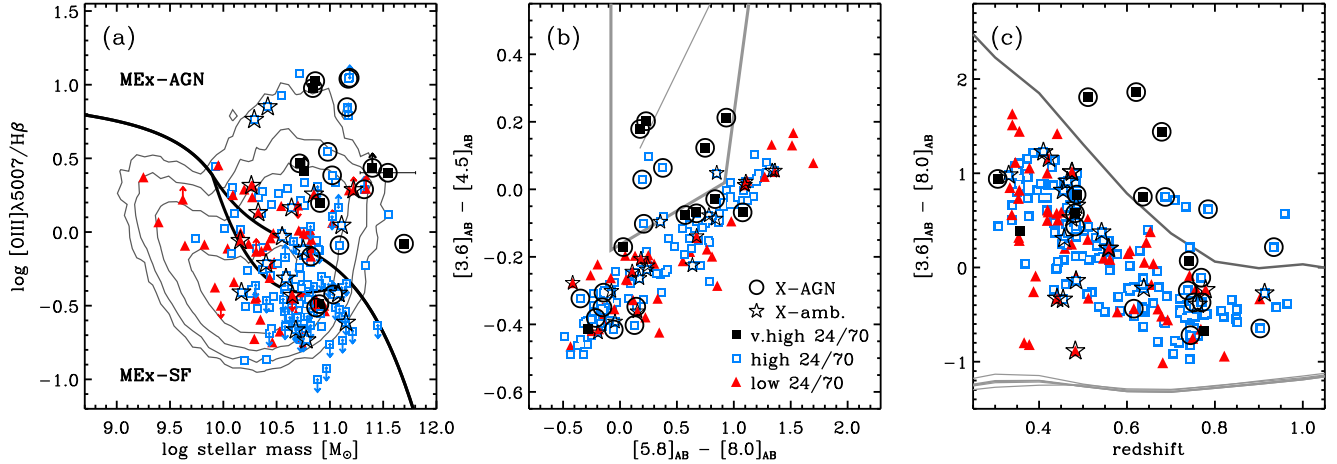 (a)
MEx-AGN
MEx-SF
1.5
1.0
0.5
0.0
−0.5
−1.0
log [OIII]λ5007/Hβ
9.0 9.5 10.0 10.5 11.0 11.5 12.0
log stellar mass [M⊙]
(b)
0.4
0.2
0.0
−0.2
−0.4
−0.6
[3.6]AB − [4.5]AB
−0.5 0.0 0.5 1.0 1.5 2.0
[5.8]AB − [8.0]AB
X-AGN
X-amb.
v.high 24/70
high 24/70
low 24/70
(c)
2
1
0
−1
[3.6]AB − [8.0]AB
0.4 0.6 0.8 1.0
redshift